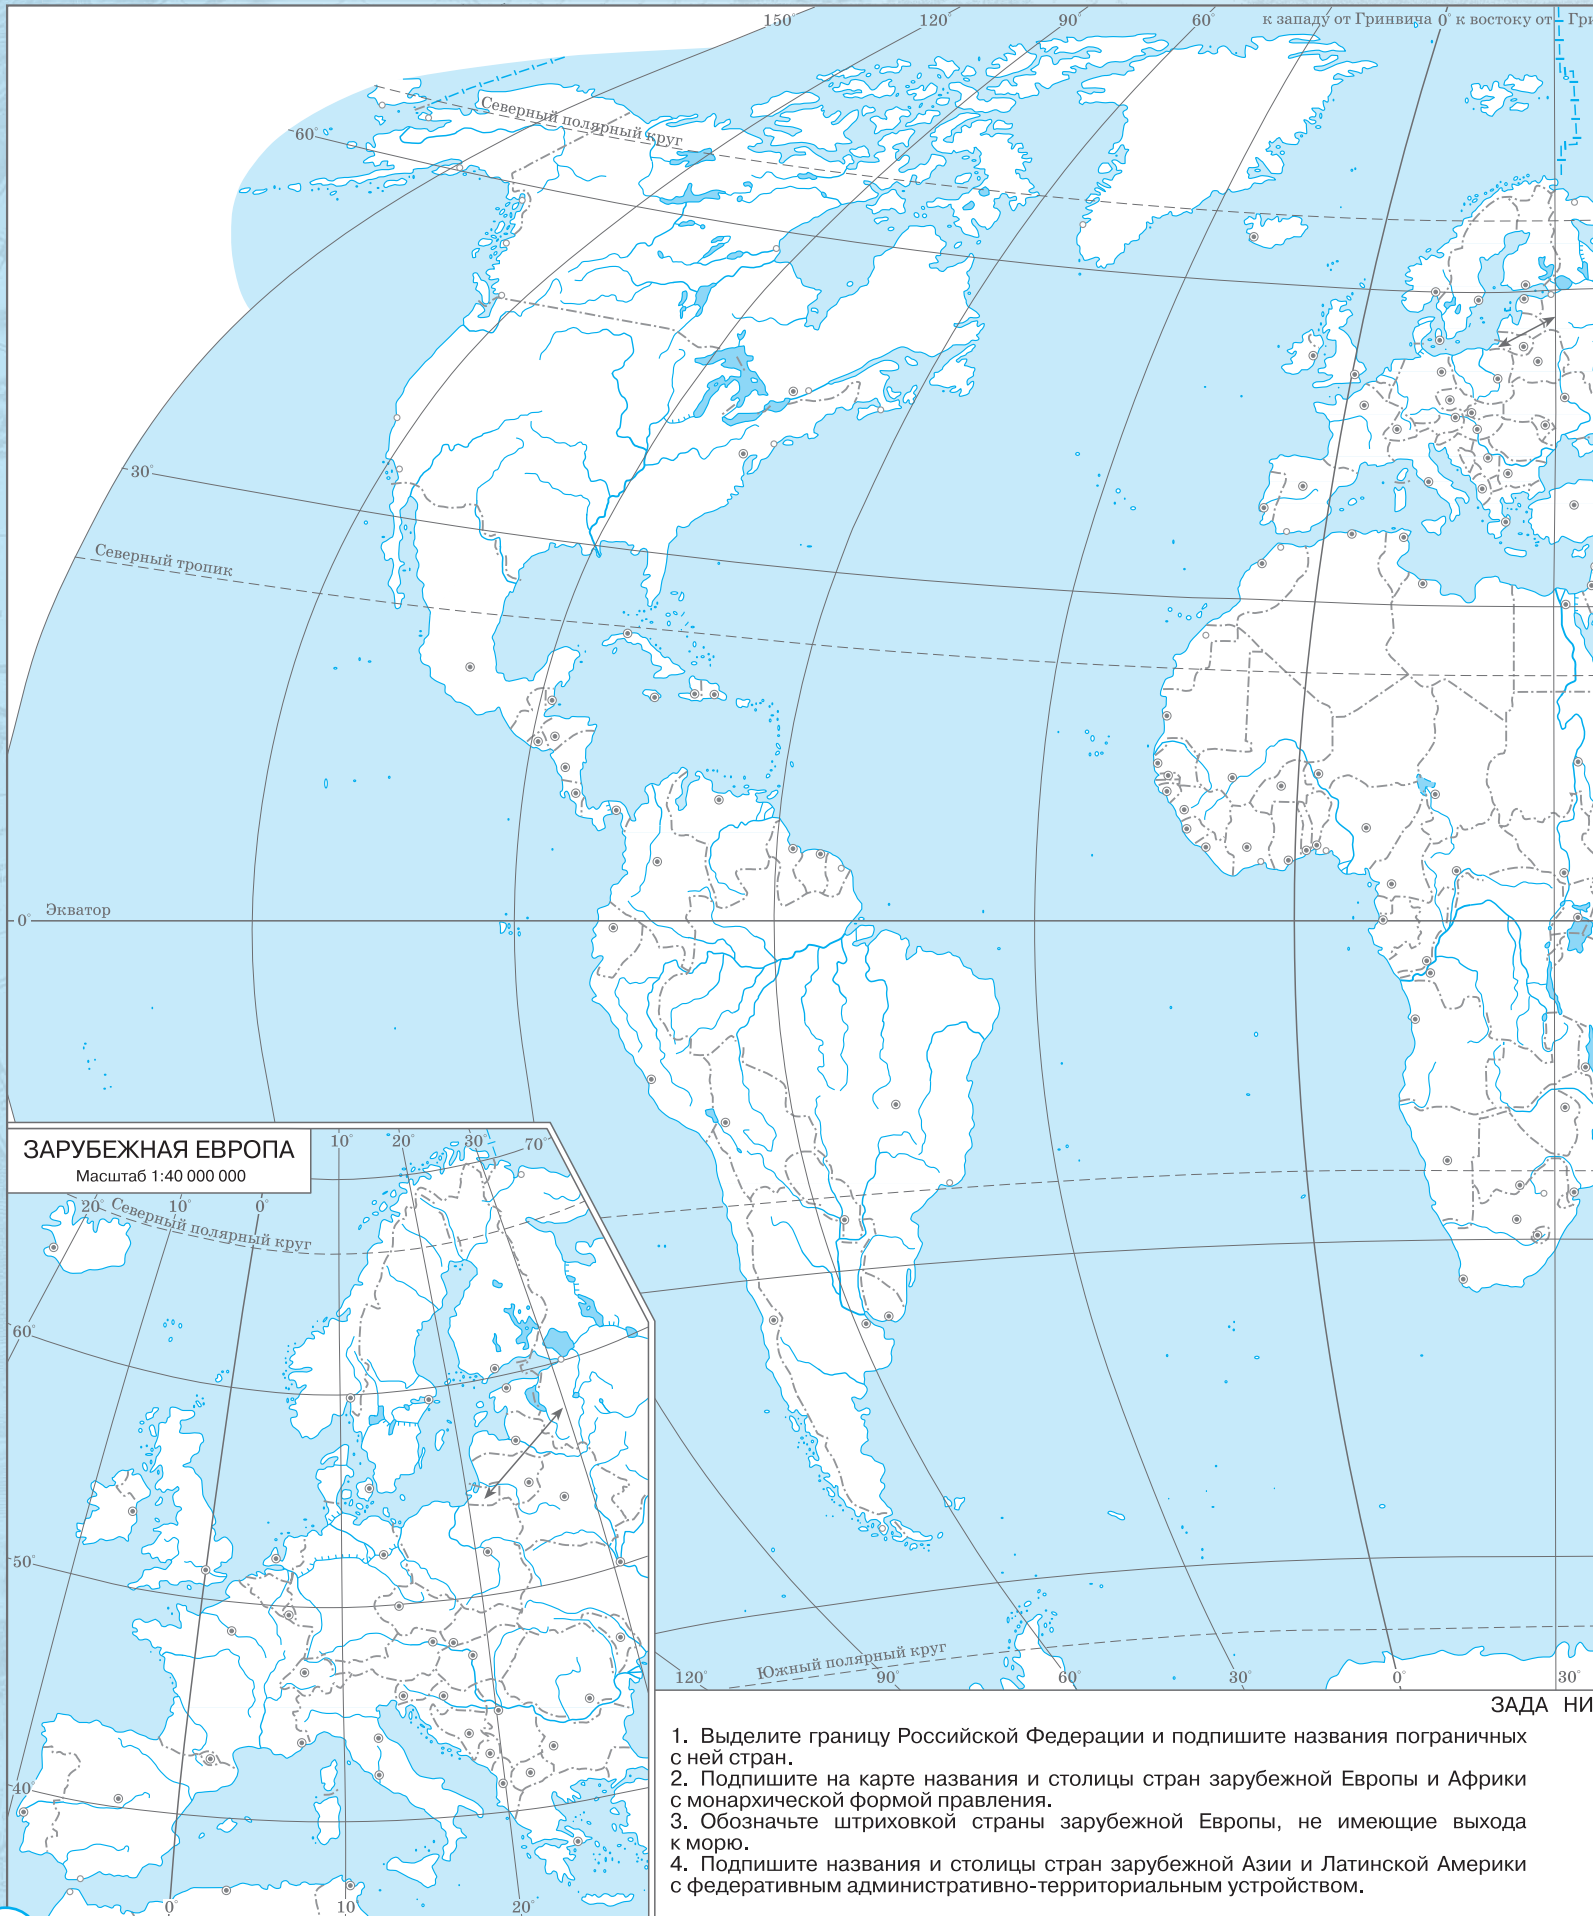 150° 120° 90° 60° к западу от Гринвича 0° к востоку от Гри
Северный полярный круг
60°
30°
Северный тропик
0° Экватор
ЗАРУБЕЖНАЯ ЕВРОПА
Масштаб 1:40 000 000
10° 20° 30° 70°
20° 10° 0°
Северный полярный круг
60°
50°
40°
0° 10° 20°
Южный полярный круг
120° 90° 60° 30° 0° 30°
ЗАДА НИ
1. Выделите границу Российской Федерации и подпишите названия пограничных
с ней стран.
2. Подпишите на карте названия и столицы стран зарубежной Европы и Африки
с монархической формой правления.
3. Обозначьте штриховкой страны зарубежной Европы, не имеющие выхода
к морю.
4. Подпишите названия и столицы стран зарубежной Азии и Латинской Америки
с федеративным административно-территориальным устройством.